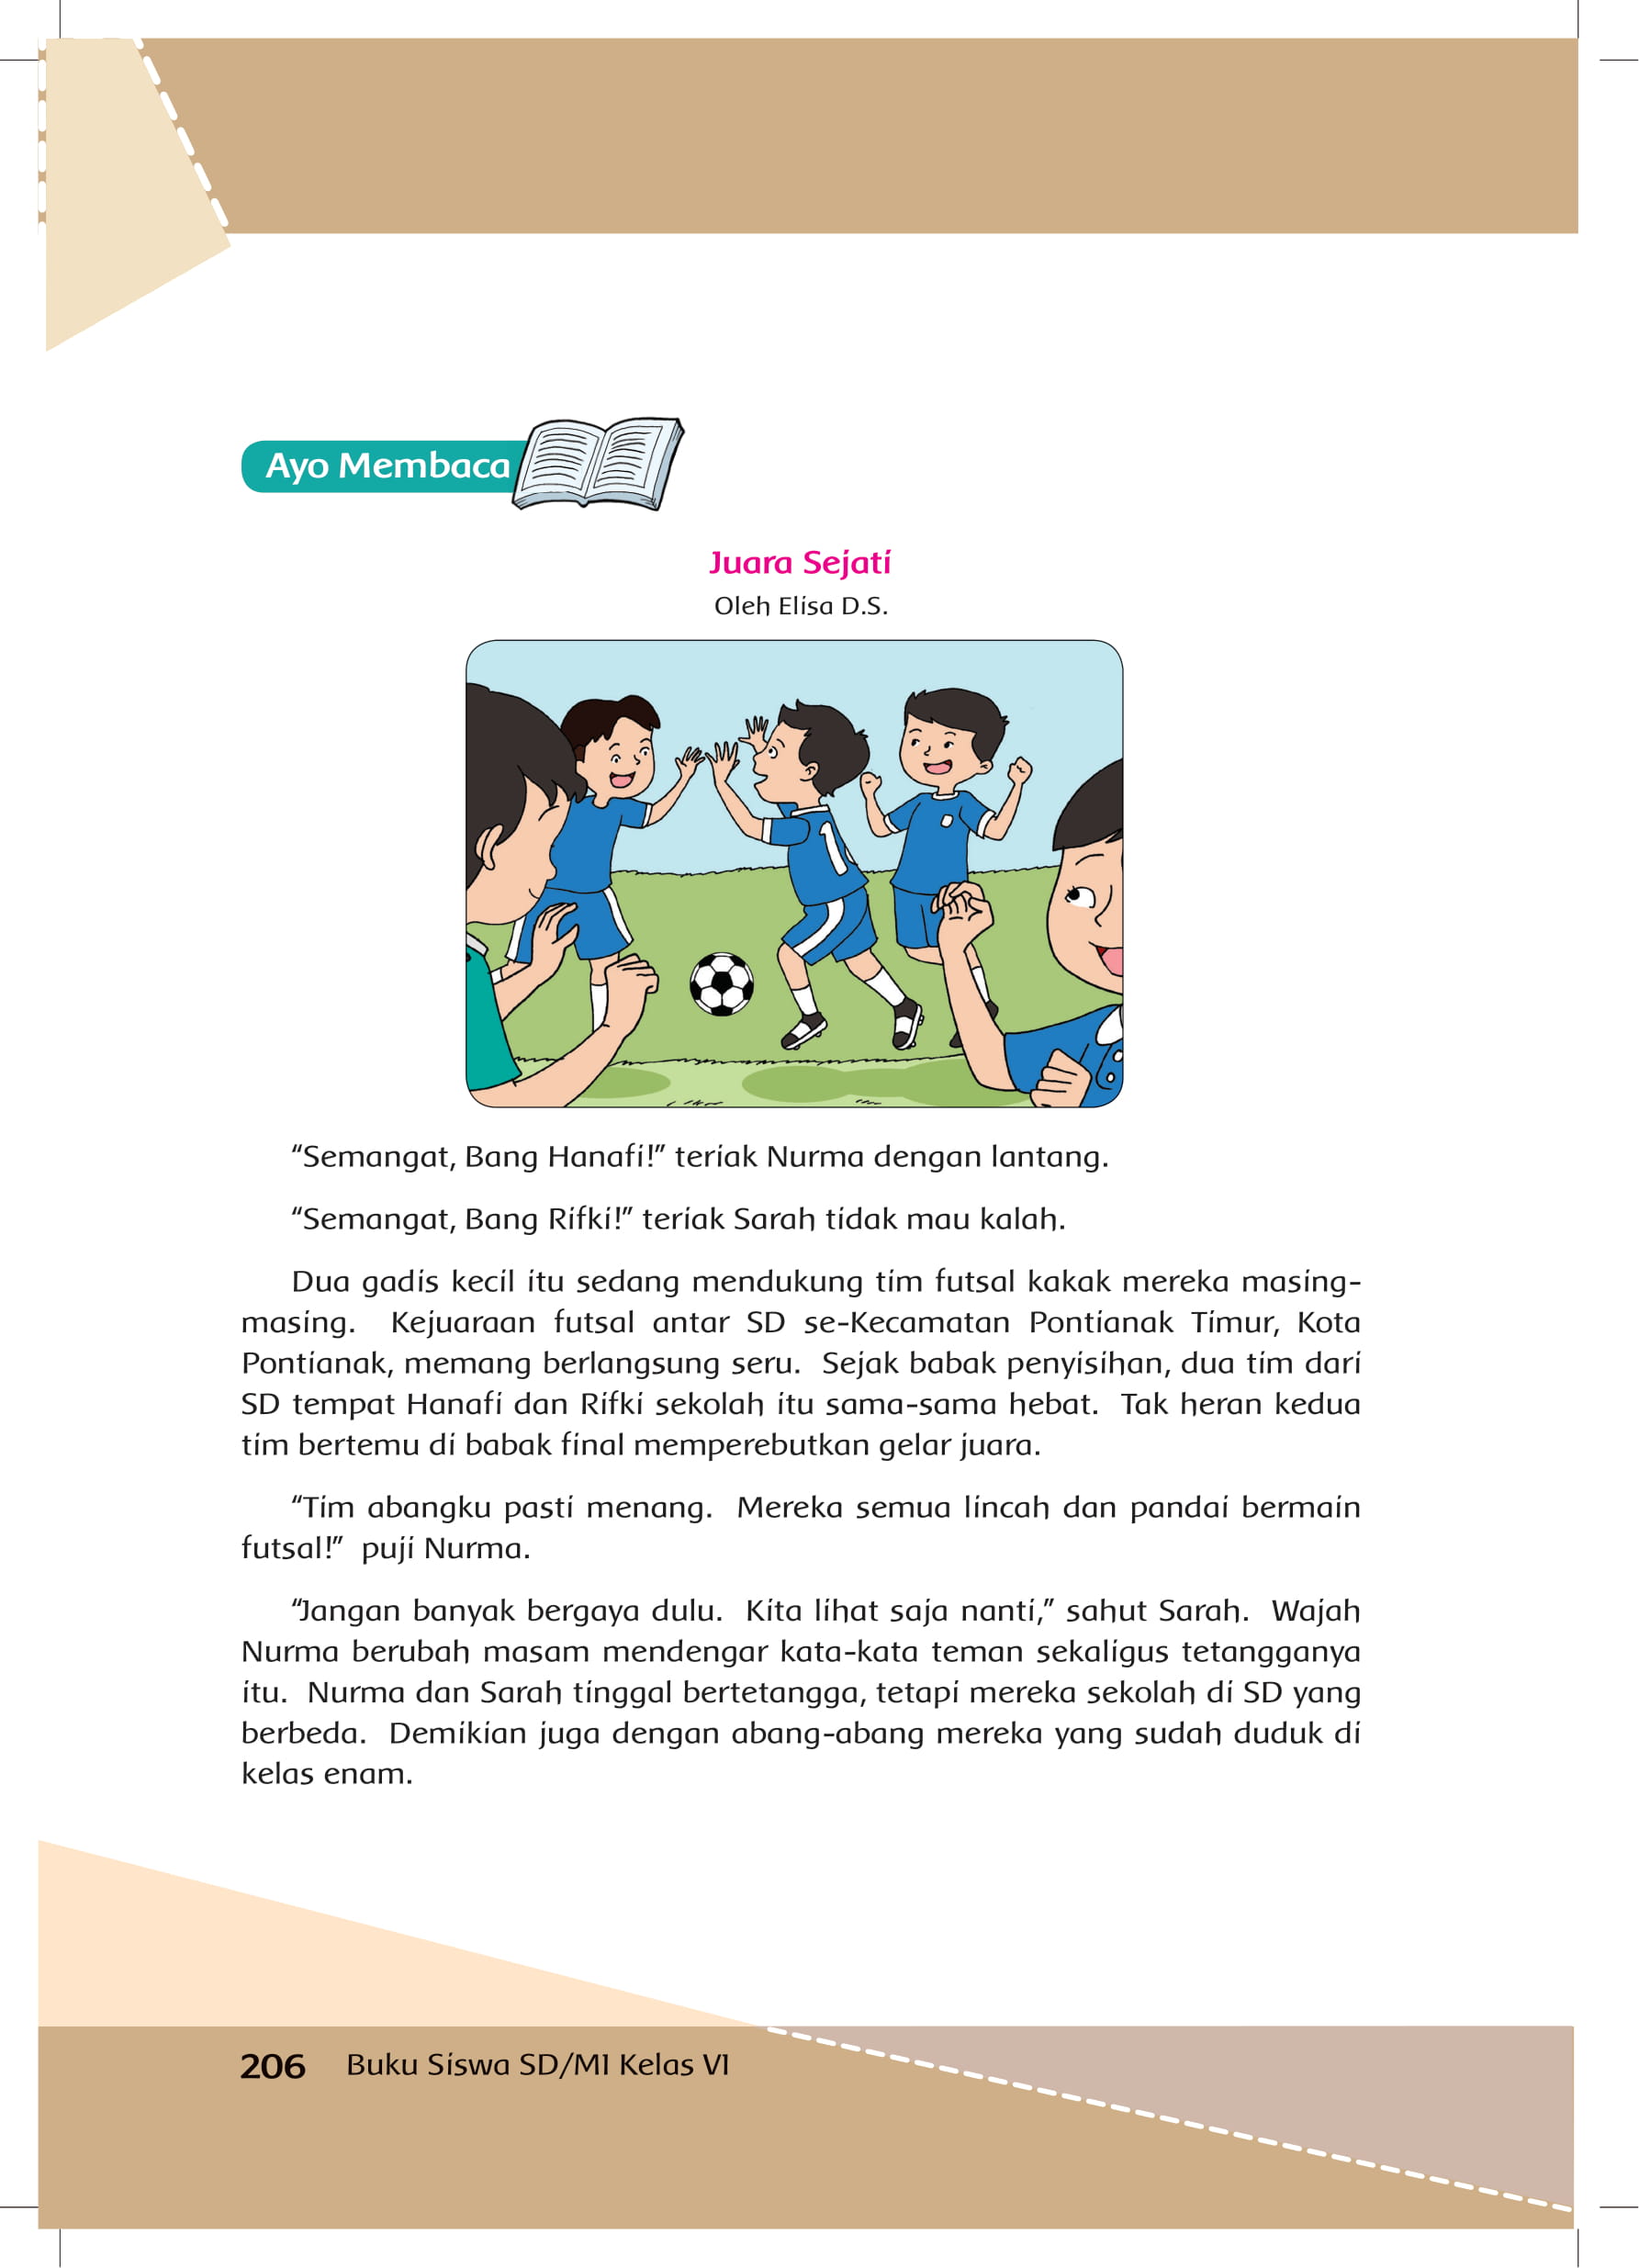 Ayo Membaca
Juara Sejati
Oleh Elisa D.S.
1
“Semangat, Bang Hanafi!” teriak Nurma dengan lantang.
“Semangat, Bang Rifki!” teriak Sarah tidak mau kalah.
Dua gadis kecil itu sedang mendukung tim futsal kakak mereka masing-
masing. Kejuaraan futsal antar SD se-Kecamatan Pontianak Timur, Kota
Pontianak, memang berlangsung seru. Sejak babak penyisihan, dua tim dari
SD tempat Hanafi dan Rifki sekolah itu sama-sama hebat. Tak heran kedua
tim bertemu di babak final memperebutkan gelar juara.
“Tim abangku pasti menang. Mereka semua lincah dan pandai bermain
futsal!” puji Nurma.
“Jangan banyak bergaya dulu. Kita lihat saja nanti,” sahut Sarah. Wajah
Nurma berubah masam mendengar kata-kata teman sekaligus tetangganya
itu. Nurma dan Sarah tinggal bertetangga, tetapi mereka sekolah di SD yang
berbeda. Demikian juga dengan abang-abang mereka yang sudah duduk di
kelas enam.
206 Buku Siswa SD/MI Kelas VI